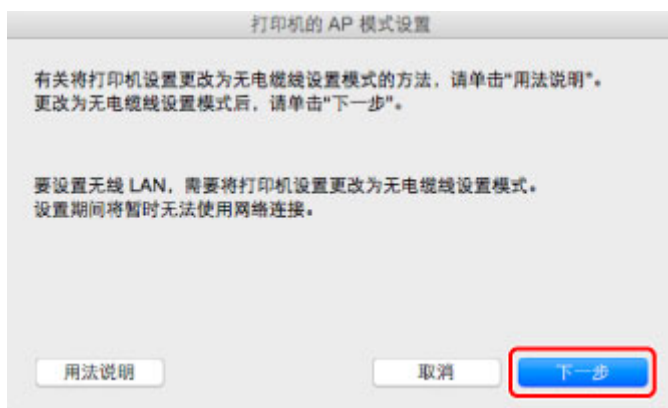 打印机的 AP 模式设置
有关将打印机设置更改为无电缆线设置模式的方法，请单击“用法说明”。
更改为无电缆线设置模式后，请单击“下一步”。
要设置无线 LAN，需要将打印机设置更改为无电缆线设置模式。
设置期间将暂时无法使用网络连接。
用法说明
取消
下一步